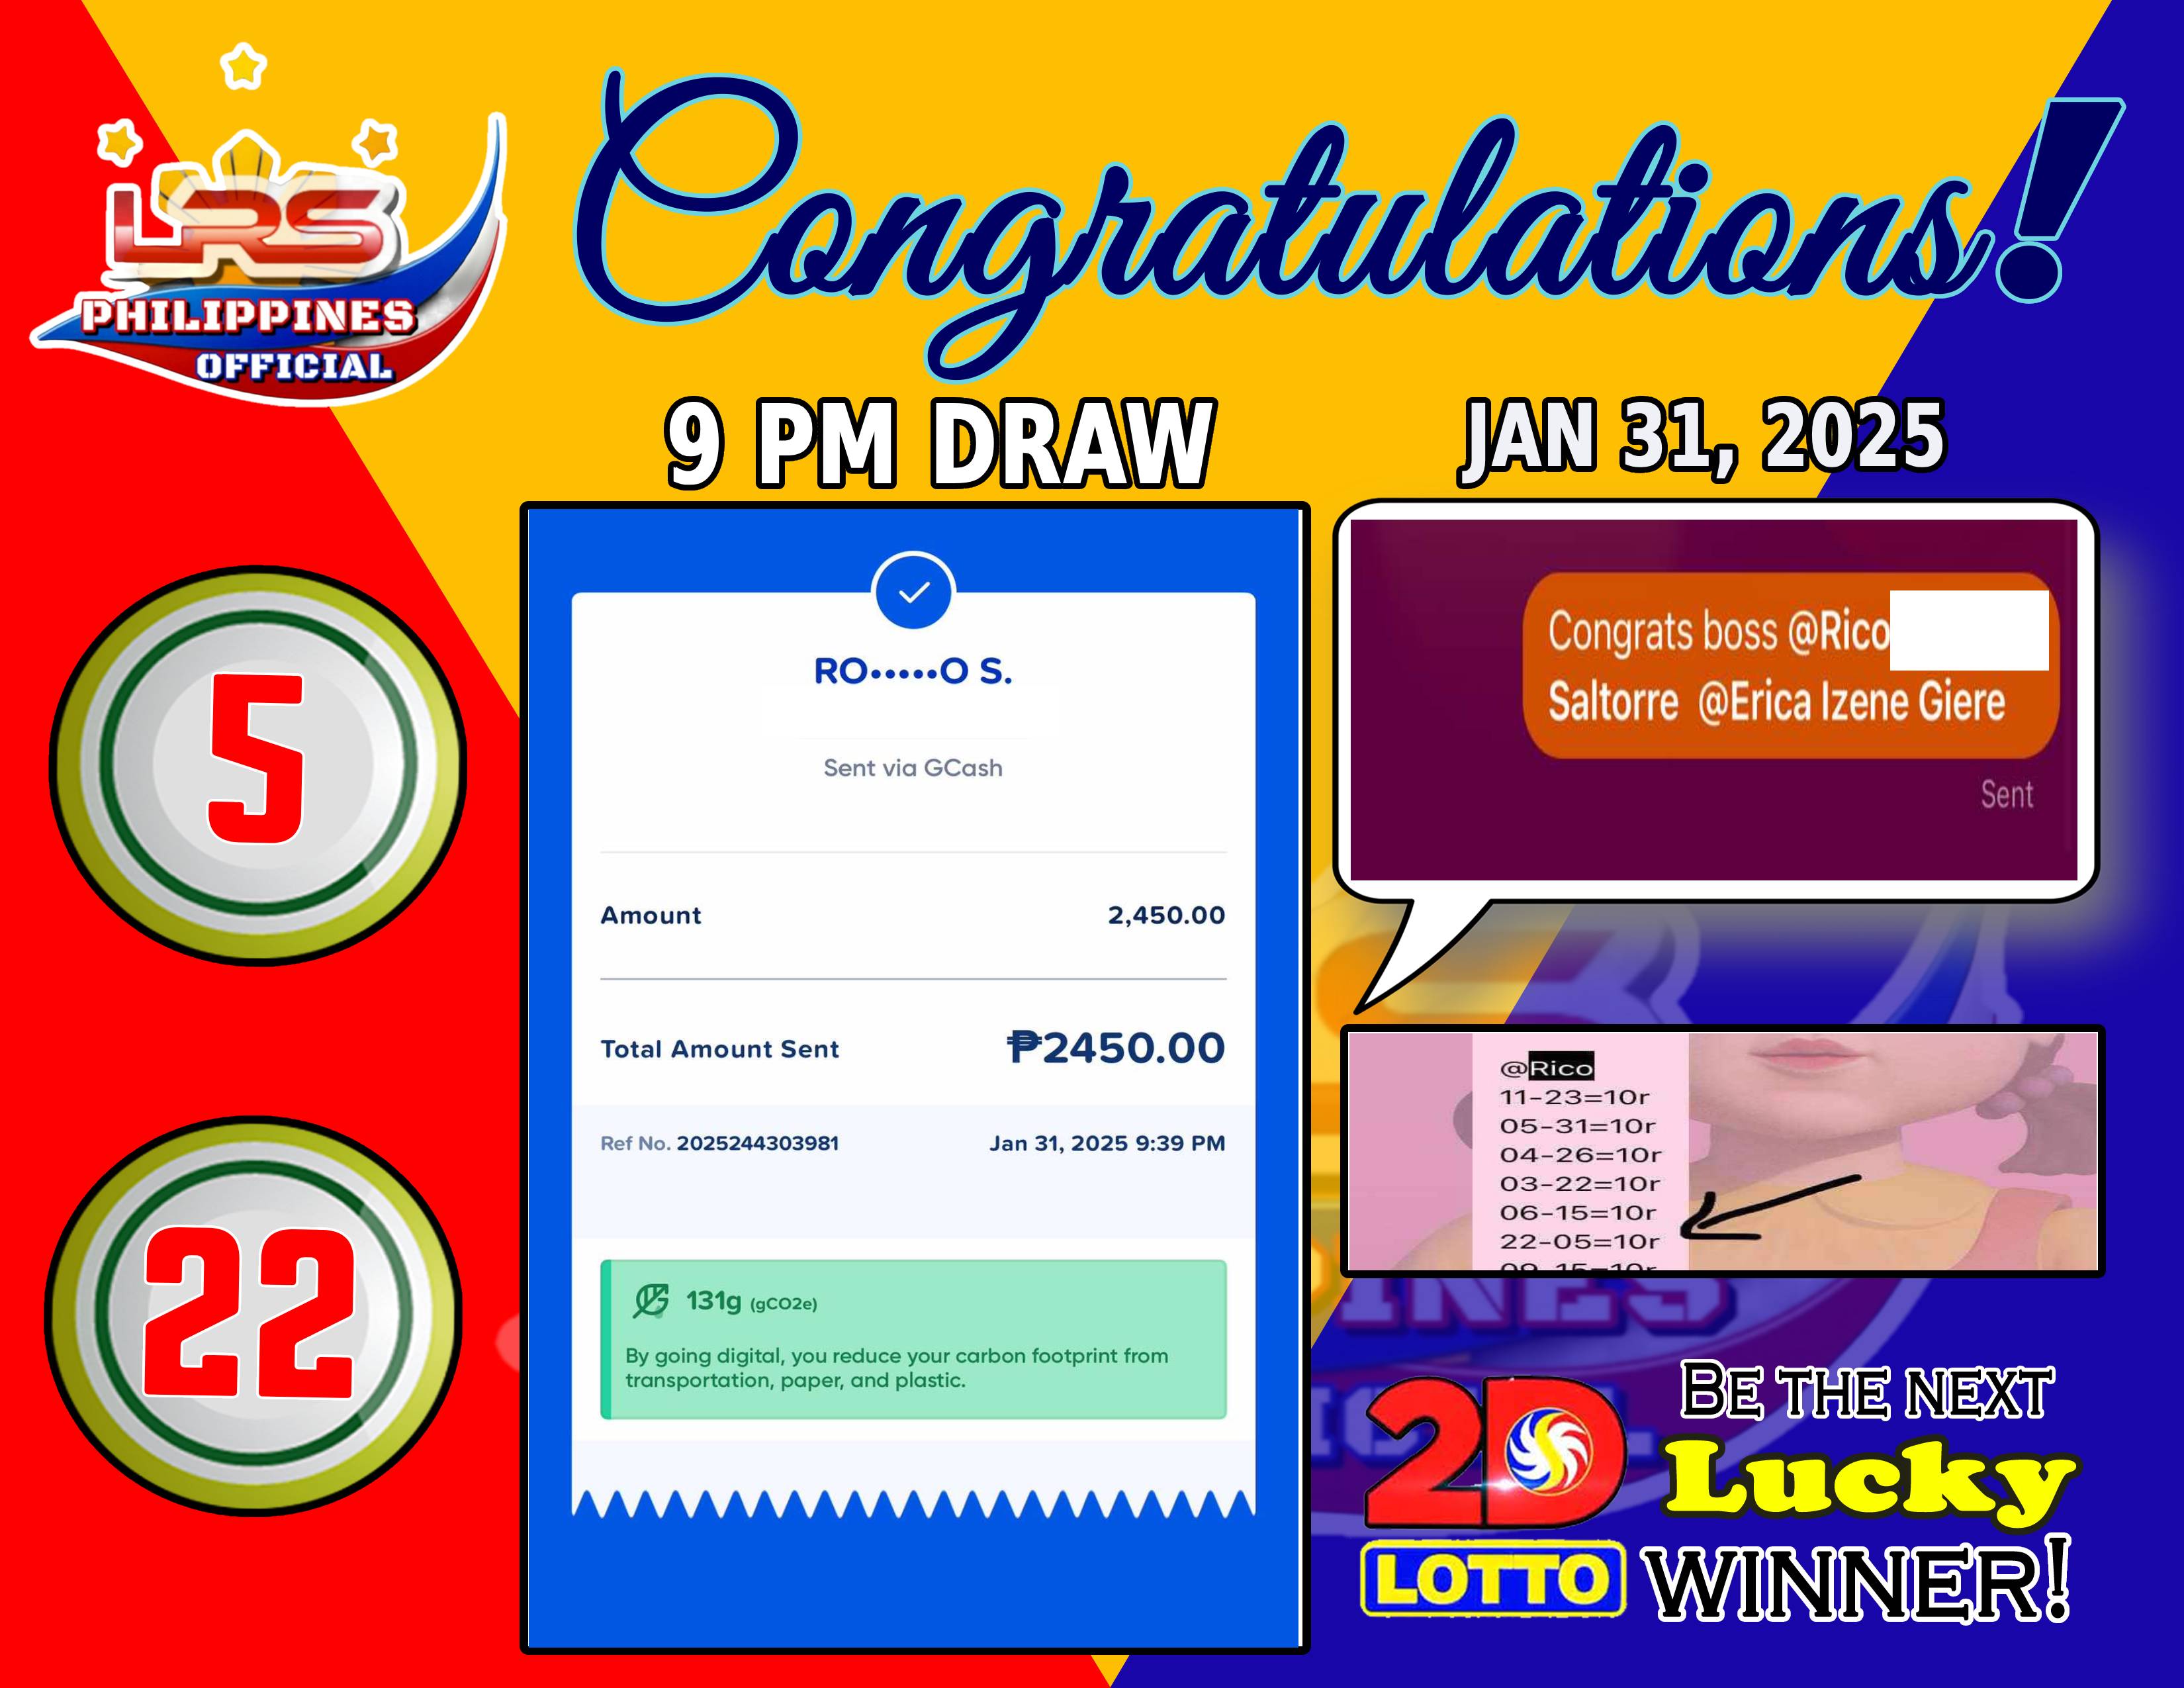 LRS
PHILIPPINES
OFFICIAL
Congratulations!
9 PM DRAW
JAN 31, 2025
5
22
RO•••••O S.
Sent via GCash
Amount 2,450.00
Total Amount Sent ₱2450.00
Ref No. 2025244303981 Jan 31, 2025 9:39 PM
131g (gCO2e)
By going digital, you reduce your carbon footprint from
transportation, paper, and plastic.
Congrats boss @Rico
Saltorre @Erica Izene Giere
Sent
@Rico
11-23=10r
05-31=10r
04-26=10r
03-22=10r
06-15=10r
22-05=10r
2D
LOTTO
BE THE NEXT
Lucky
WINNER!